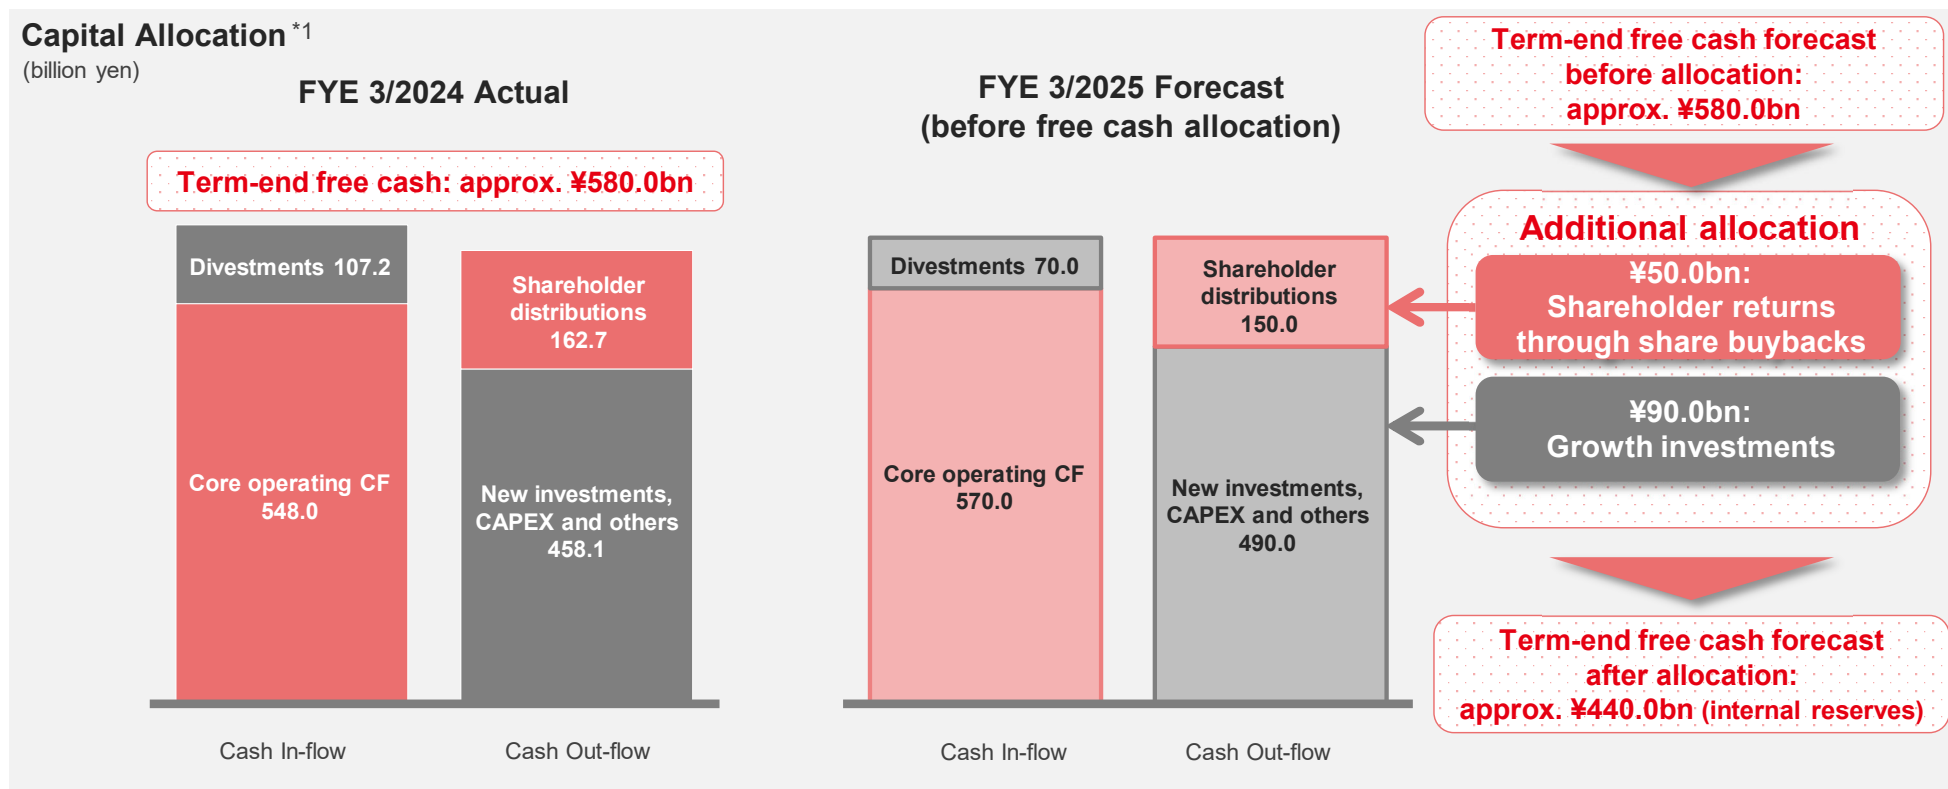 Capital Allocation *1
(billion yen)
FYE 3/2024 Actual
Term-end free cash: approx. ¥580.0bn
Divestments 107.2
Core operating CF
548.0
Shareholder
distributions
162.7
New investments,
CAPEX and others
458.1
Cash In-flow
Cash Out-flow
FYE 3/2025 Forecast
(before free cash allocation)
Divestments 70.0
Core operating CF
570.0
Shareholder
distributions
150.0
New investments,
CAPEX and others
490.0
Cash In-flow
Cash Out-flow
Term-end free cash forecast
before allocation:
approx. ¥580.0bn
Additional allocation
¥50.0bn:
Shareholder returns
through share buybacks
¥90.0bn:
Growth investments
Term-end free cash forecast
after allocation:
approx. ¥440.0bn (internal reserves)